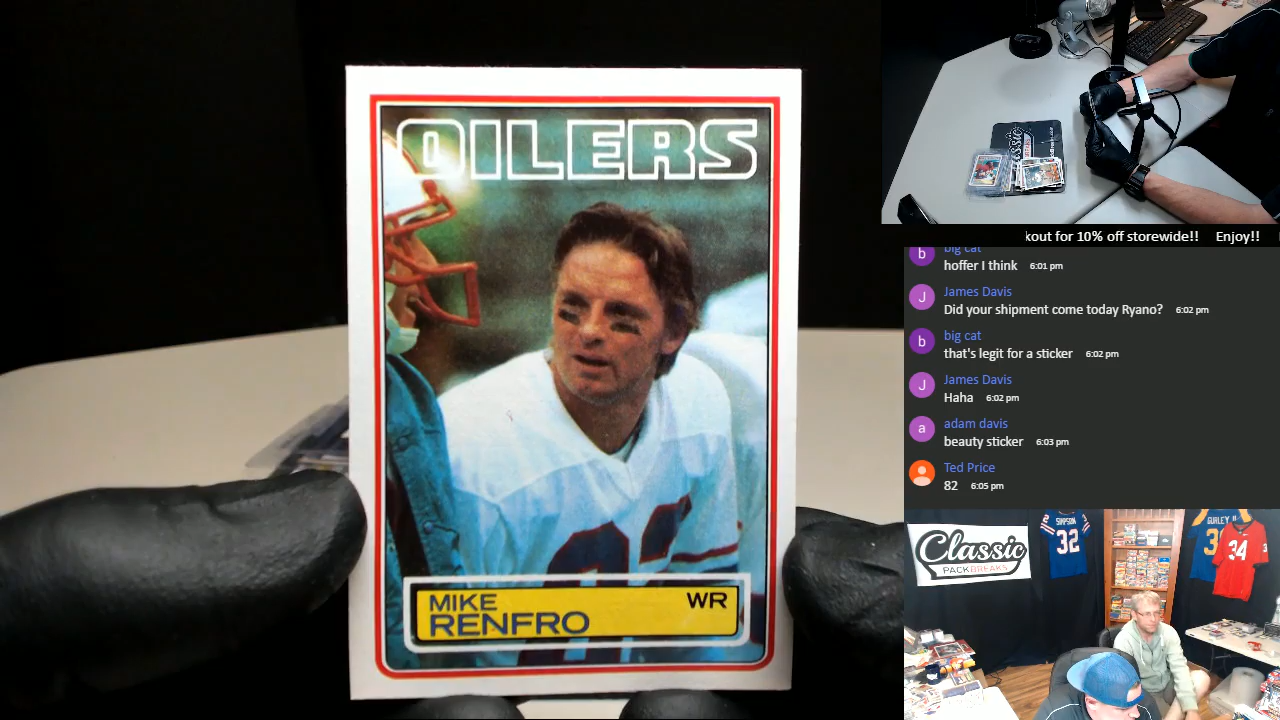 OILERS
MIKE
RENFRO
WR
kout for 10% off storewide!! Enjoy!!
b
big cat
hoffer I think 6:01 pm
J
James Davis
Did your shipment come today Ryano? 6:02 pm
b
big cat
that's legit for a sticker 6:02 pm
J
James Davis
Haha 6:02 pm
a
adam davis
beauty sticker 6:03 pm
Ted Price
82 6:05 pm
Classic
PACKBREAKS
SIMPSON
32
GURLEY II
34